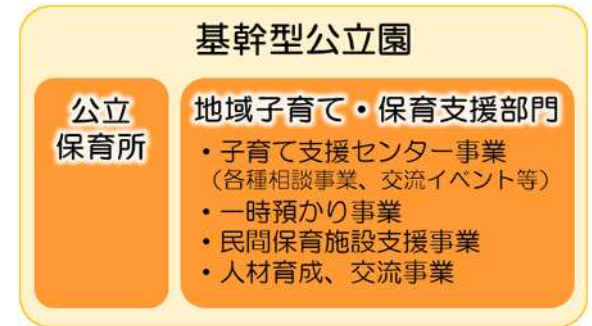 基幹型公立園
公立
保育所
地域子育て・保育支援部門
・子育て支援センター事業
（各種相談事業、交流イベント等）
・一時預かり事業
・民間保育施設支援事業
・人材育成、交流事業